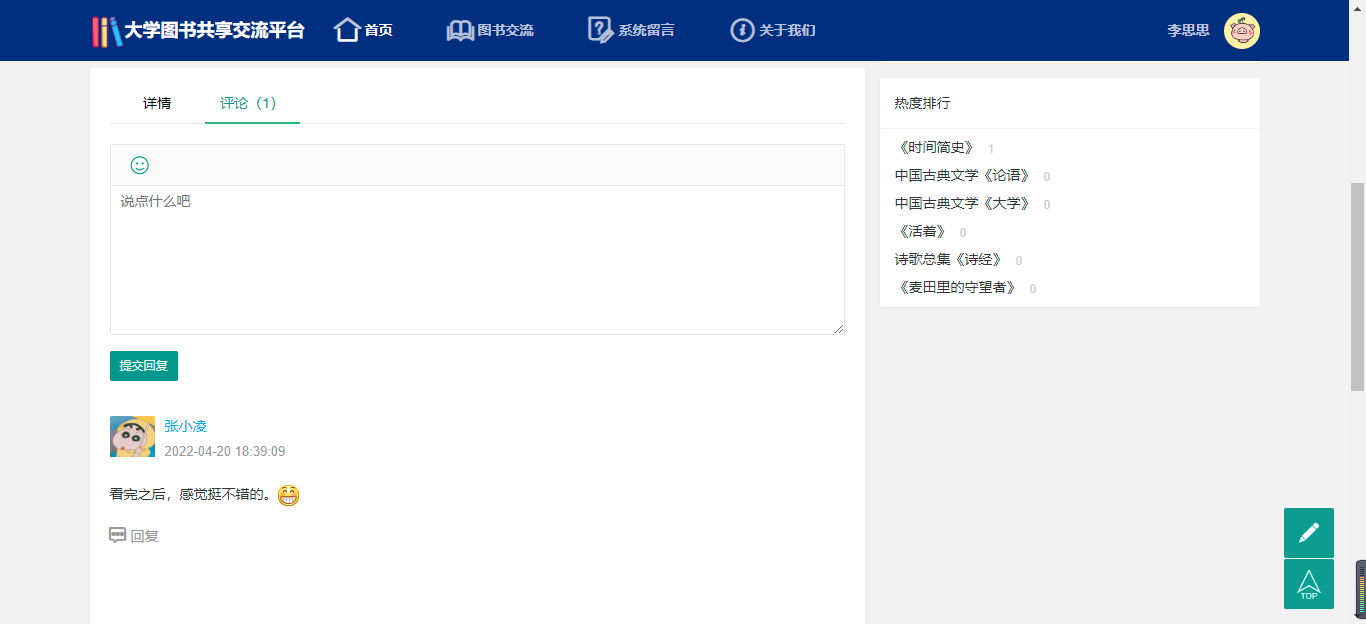 大学图书共享交流平台 首页 图书交流 系统留言 关于我们 李思思
详情 评论（1）
说点什么吧
提交回复
张小凌
2022-04-20 18:39:09
看完之后，感觉挺不错的。
回复
热度排行
《时间简史》 1
中国古典文学《论语》 0
中国古典文学《大学》 0
《活着》 0
诗歌总集《诗经》 0
《麦田里的守望者》 0
TOP